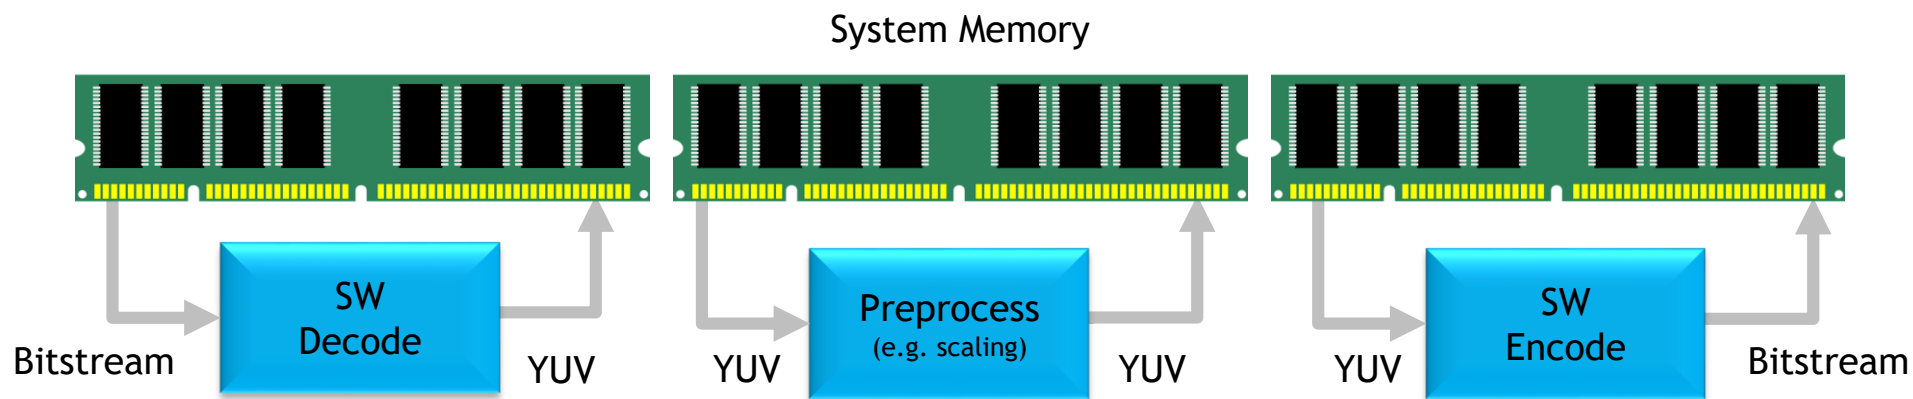 System Memory
SW
Decode
Bitstream
YUV
Preprocess
(e.g. scaling)
YUV
YUV
SW
Encode
YUV
Bitstream